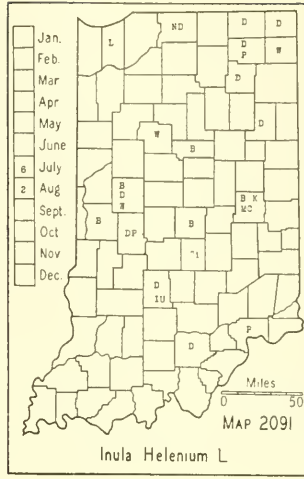 Jan.
Feb.
Mar
Apr
May
June
6 July
2 Aug
Sept.
Oct
Nov
Dec.
L
ND
D
D
D
P
W
D
D
W
B
B
D
W
B K
MC
B
DP
B
D
IU
P
D
Miles
0 50
MAP 2091
Inula Helenium L